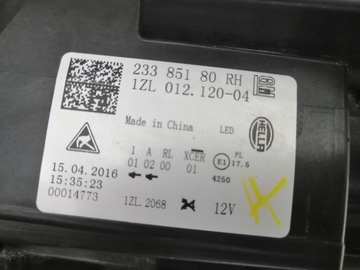 233 851 80 RH GM
1ZL 012.120-04
Made in China
LED
HELLA
1 A RL XCER
01 02 00 01
E1
PL
17.5
4250
15.04.2016
15:35:23
00014773
1ZL.2068
12V